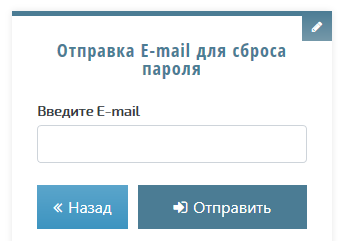 Отправка E-mail для сброса
пароля
Введите E-mail
« Назад
Отправить